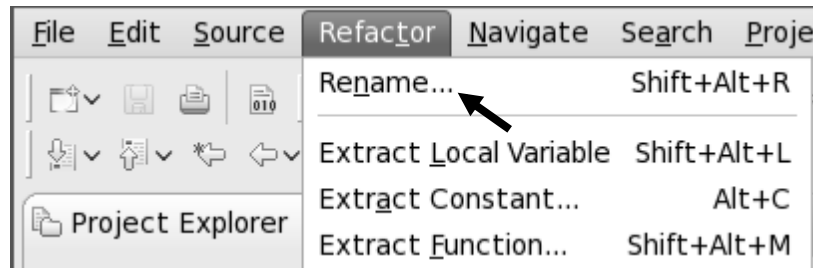 File Edit Source Refactor Navigate Search Proje
Rename... Shift+Alt+R
010
Extract Local Variable Shift+Alt+L
Extract Constant... Alt+C
Project Explorer
Extract Function... Shift+Alt+M